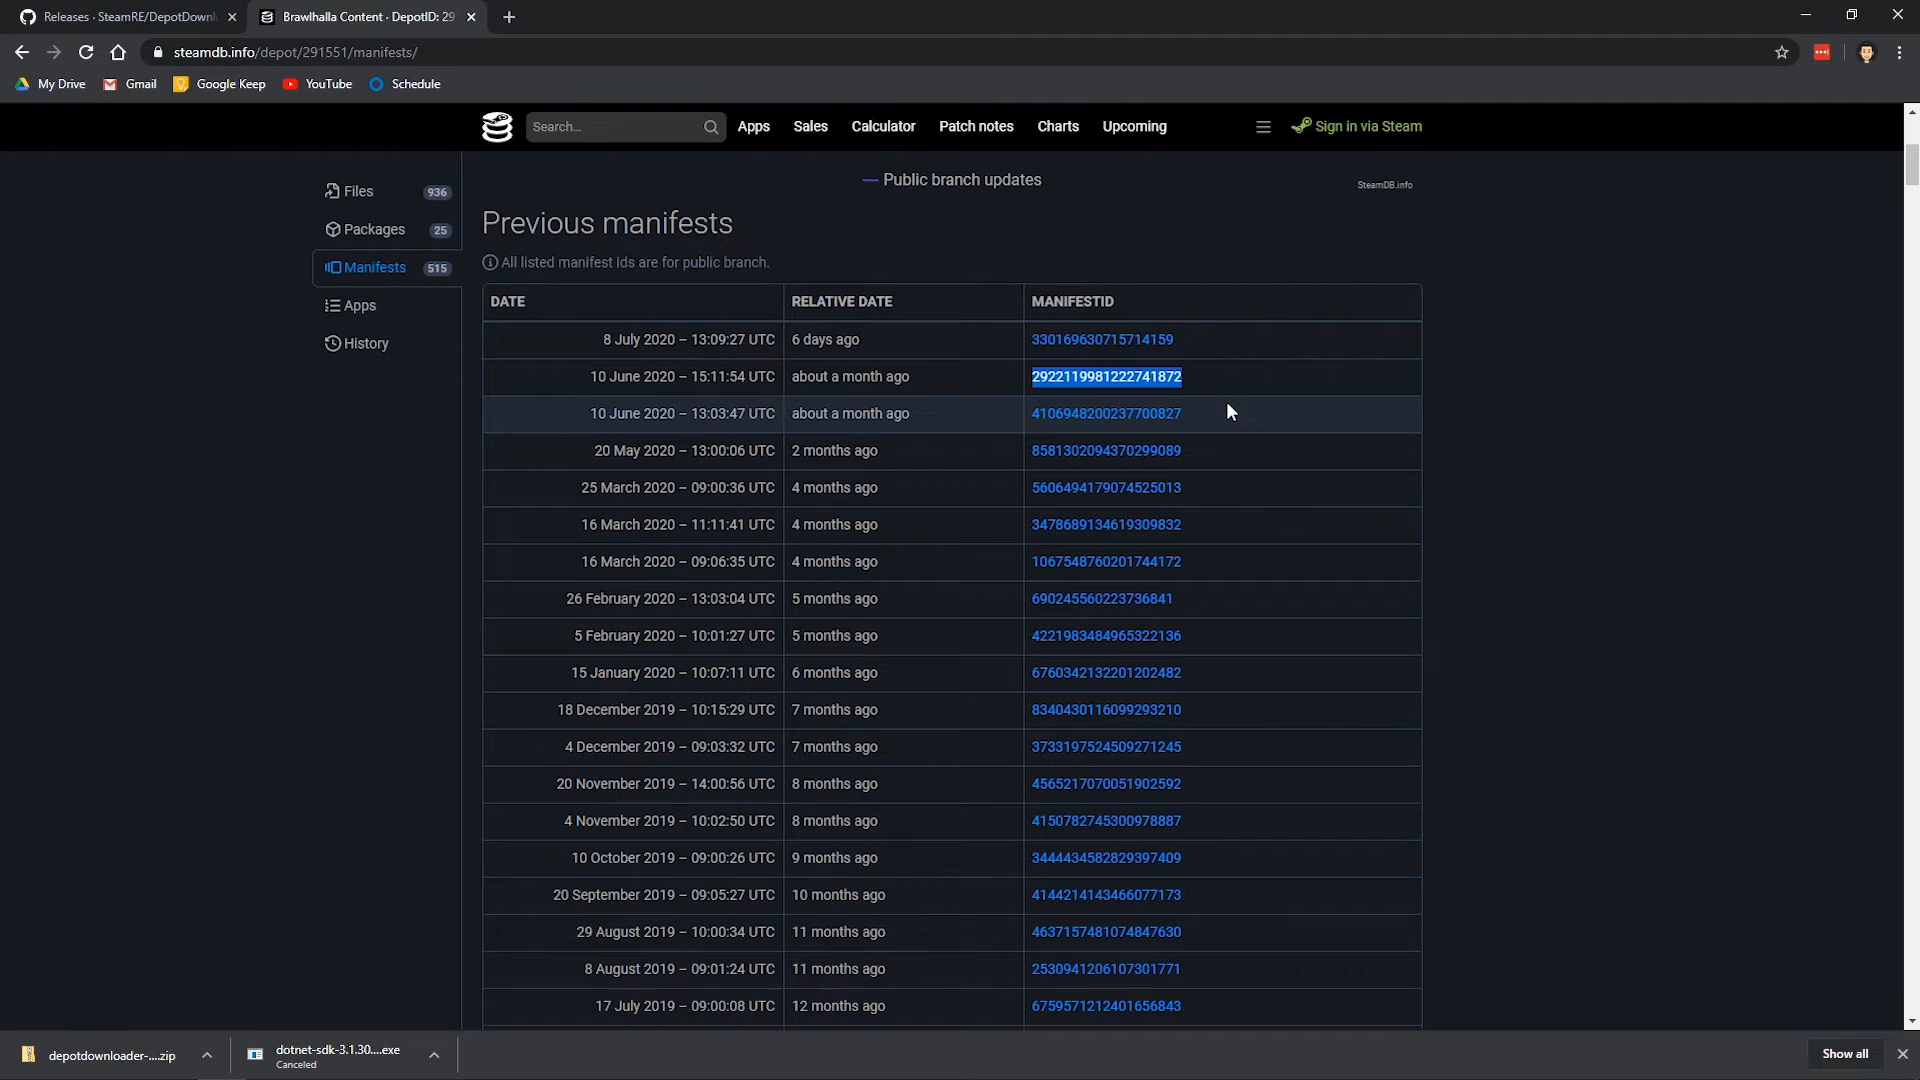 Releases · SteamRE/DepotDownl
Brawlhalla Content · DepotID: 29
steamdb.info/depot/291551/manifests/
My Drive Gmail Google Keep YouTube Schedule
Search... Apps Sales Calculator Patch notes Charts Upcoming Sign in via Steam
Files 936
Packages 25
Manifests 515
Apps
History
Public branch updates
SteamDB.info
Previous manifests
All listed manifest ids are for public branch.
DATE RELATIVE DATE MANIFESTID
8 July 2020 – 13:09:27 UTC 6 days ago 330169630715714159
10 June 2020 – 15:11:54 UTC about a month ago 2922119981222741872
10 June 2020 – 13:03:47 UTC about a month ago 4106948200237700827
20 May 2020 – 13:00:06 UTC 2 months ago 8581302094370299089
25 March 2020 – 09:00:36 UTC 4 months ago 5606494179074525013
16 March 2020 – 11:11:41 UTC 4 months ago 3478689134619309832
16 March 2020 – 09:06:35 UTC 4 months ago 1067548760201744172
26 February 2020 – 13:03:04 UTC 5 months ago 690245560223736841
5 February 2020 – 10:01:27 UTC 5 months ago 4221983484965322136
15 January 2020 – 10:07:11 UTC 6 months ago 6760342132201202482
18 December 2019 – 10:15:29 UTC 7 months ago 8340430116099293210
4 December 2019 – 09:03:32 UTC 7 months ago 3733197524509271245
20 November 2019 – 14:00:56 UTC 8 months ago 4565217070051902592
4 November 2019 – 10:02:50 UTC 8 months ago 4150782745300978887
10 October 2019 – 09:00:26 UTC 9 months ago 3444434582829397409
20 September 2019 – 09:05:27 UTC 10 months ago 4144214143466077173
29 August 2019 – 10:00:34 UTC 11 months ago 4637157481074847630
8 August 2019 – 09:01:24 UTC 11 months ago 2530941206107301771
17 July 2019 – 09:00:08 UTC 12 months ago 6759571212401656843
depotdownloader-....zip
dotnet-sdk-3.1.30....exe
Canceled
Show all